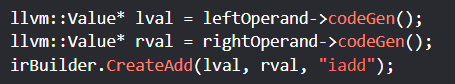 llvm::Value* lval = leftOperand->codeGen();
llvm::Value* rval = rightOperand->codeGen();
irBuilder.CreateAdd(lval, rval, "iadd");